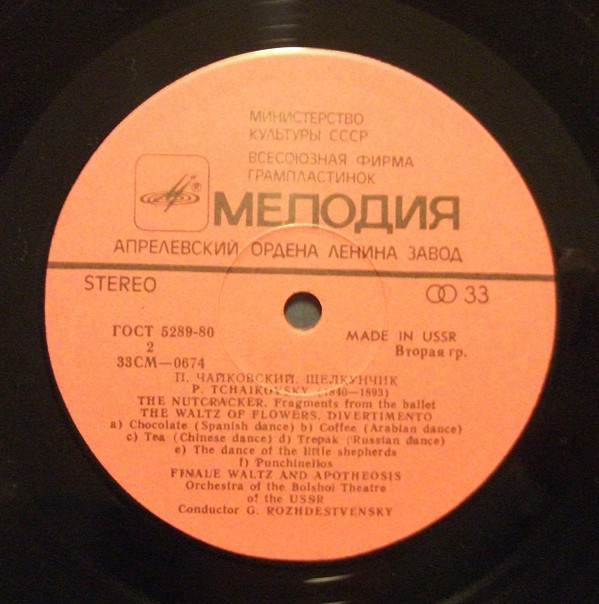 МИНИСТЕРСТВО
КУЛЬТУРЫ СССР
ВСЕСОЮЗНАЯ ФИРМА
ГРАМПЛАСТИНОК
®
МЕЛОДИЯ
АПРЕЛЕВСКИЙ ОРДЕНА ЛЕНИНА ЗАВОД
STEREO
33
ГОСТ 5289-80
MADE IN USSR
2
Вторая гр.
33СМ—0674
П. ЧАЙКОВСКИЙ. ЩЕЛКУНЧИК
P. TCHAIKOVSKY (1840—1893)
THE NUTCRACKER. Fragments from the ballet
THE WALTZ OF FLOWERS. DIVERTIMENTO
a) Chocolate (Spanish dance) b) Coffee (Arabian dance)
c) Tea (Chinese dance) d) Trepak (Russian dance)
e) The dance of the little shepherds
f) Punchinellos
FINALE WALTZ AND APOTHEOSIS
Orchestra of the Bolshoi Theatre
of the USSR
Conductor G. ROZHDESTVENSKY